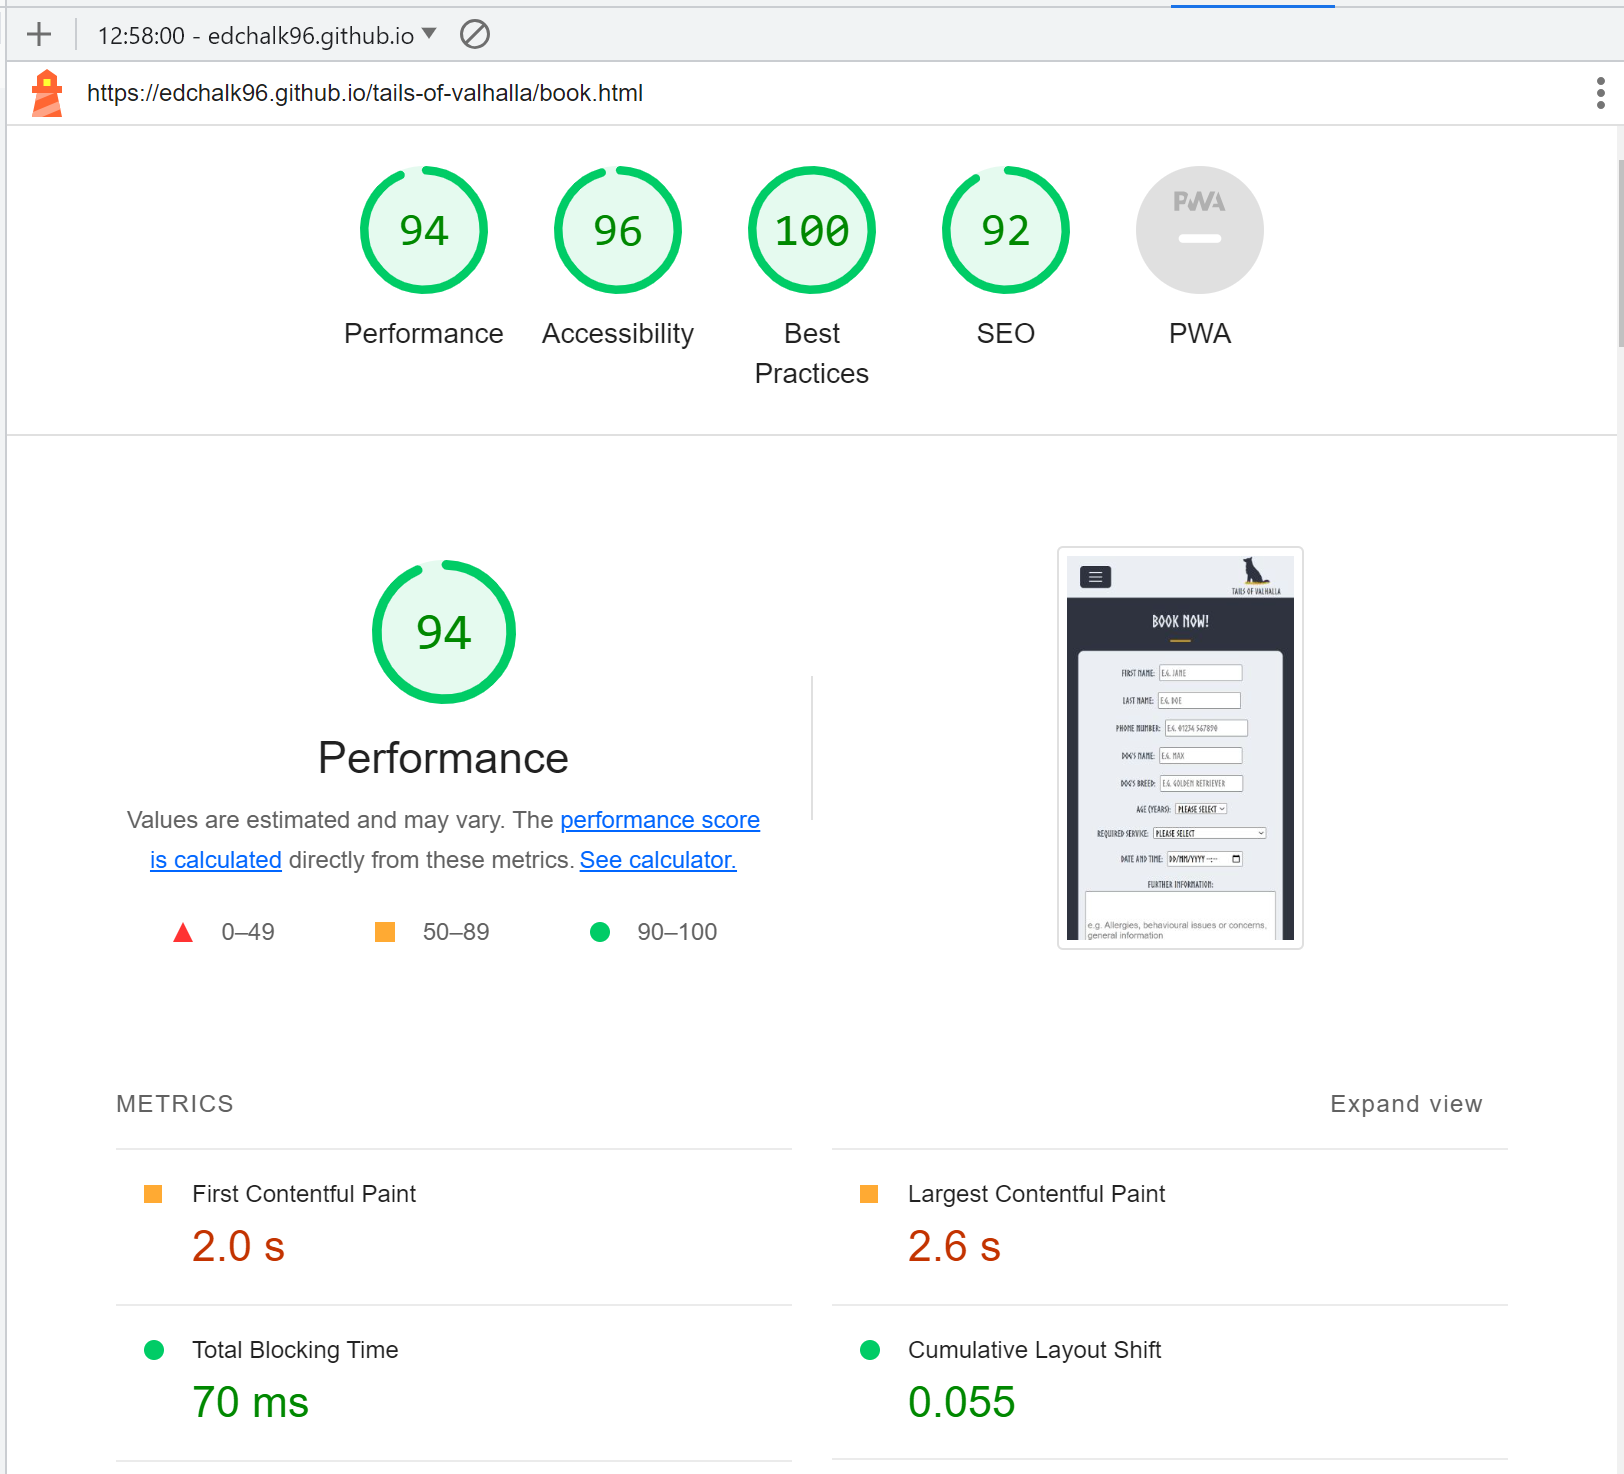 12:58:00 - edchalk96.github.io
https://edchalk96.github.io/tails-of-valhalla/book.html
94
96
100
92
PWA
Performance
Accessibility
Best
Practices
SEO
PWA
94
Performance
Values are estimated and may vary. The performance score
is calculated directly from these metrics. See calculator.
0–49
50–89
90–100
TAILS OF VALHALLA
BOOK NOW!
FIRST NAME: E.G. JANE
LAST NAME: E.G. DOE
PHONE NUMBER: E.G. 01234 567890
DOG'S NAME: E.G. MAX
DOG'S BREED: E.G. GOLDEN RETRIEVER
AGE (YEARS): PLEASE SELECT
REQUIRED SERVICE: PLEASE SELECT
DATE AND TIME: DD/MM/YYYY --:--
FURTHER INFORMATION:
e.g. Allergies, behavioural issues or concerns,
general information
METRICS
Expand view
First Contentful Paint
2.0 s
Largest Contentful Paint
2.6 s
Total Blocking Time
70 ms
Cumulative Layout Shift
0.055